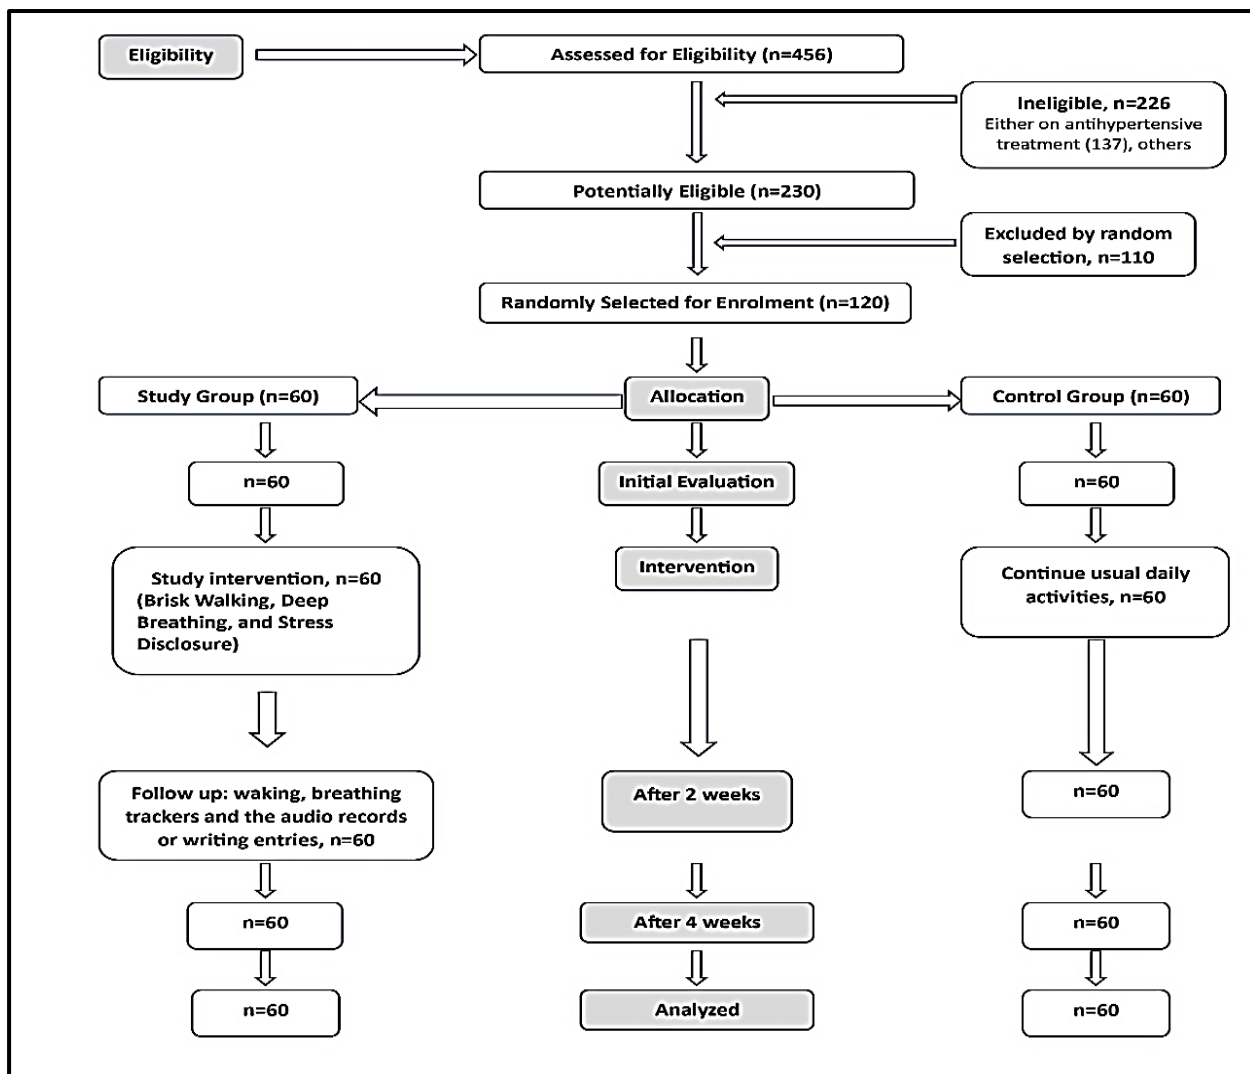 Eligibility
Assessed for Eligibility (n=456)
Ineligible, n=226
Either on antihypertensive
treatment (137), others
Potentially Eligible (n=230)
Excluded by random
selection, n=110
Randomly Selected for Enrolment (n=120)
Study Group (n=60)
Allocation
Control Group (n=60)
n=60
Initial Evaluation
n=60
Study intervention, n=60
(Brisk Walking, Deep
Breathing, and Stress
Disclosure)
Intervention
Continue usual daily
activities, n=60
Follow up: waking, breathing
trackers and the audio records
or writing entries, n=60
After 2 weeks
n=60
n=60
After 4 weeks
n=60
n=60
Analyzed
n=60